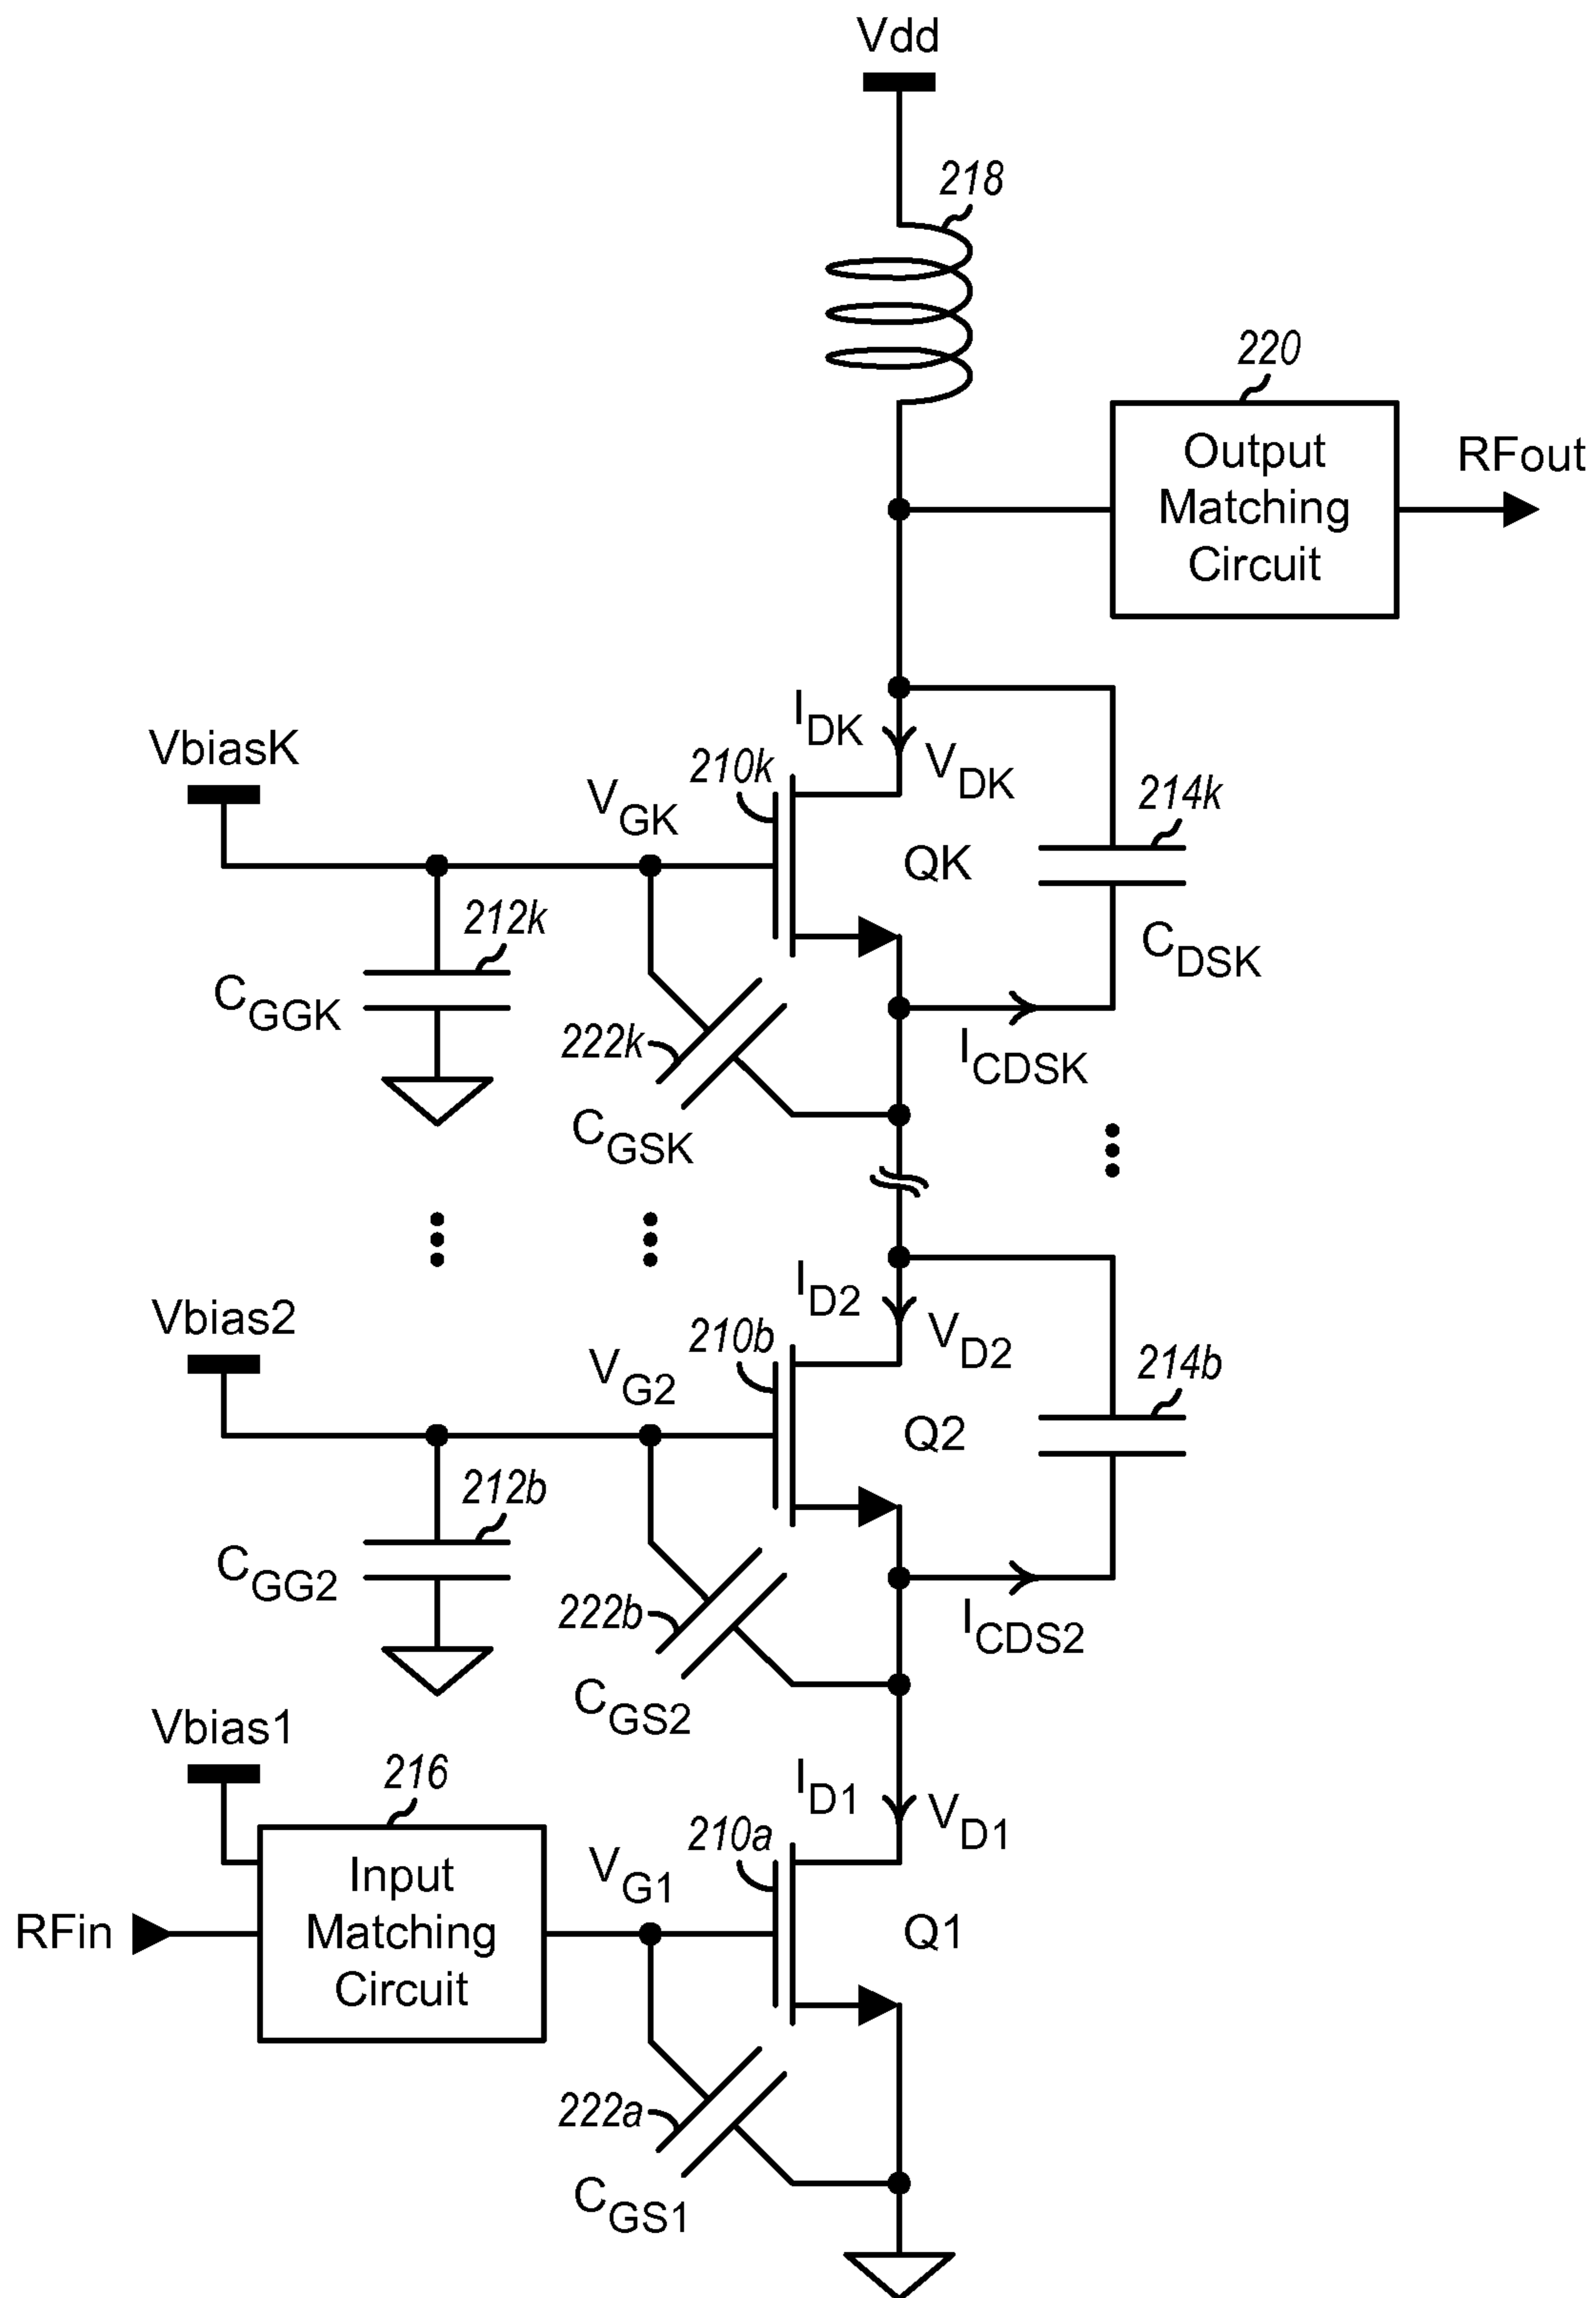 Vdd
218
220
Output
Matching
Circuit
RFout
IDK
VDK
VbiasK
VGK
210k
214k
QK
212k
CGGK
222k
CDSK
ICDSK
CGSK
ID2
VD2
Vbias2
VG2
210b
214b
Q2
212b
CGG2
222b
ICDS2
CGS2
Vbias1
216
ID1
VD1
210a
VG1
Input
Matching
Circuit
RFin
Q1
222a
CGS1